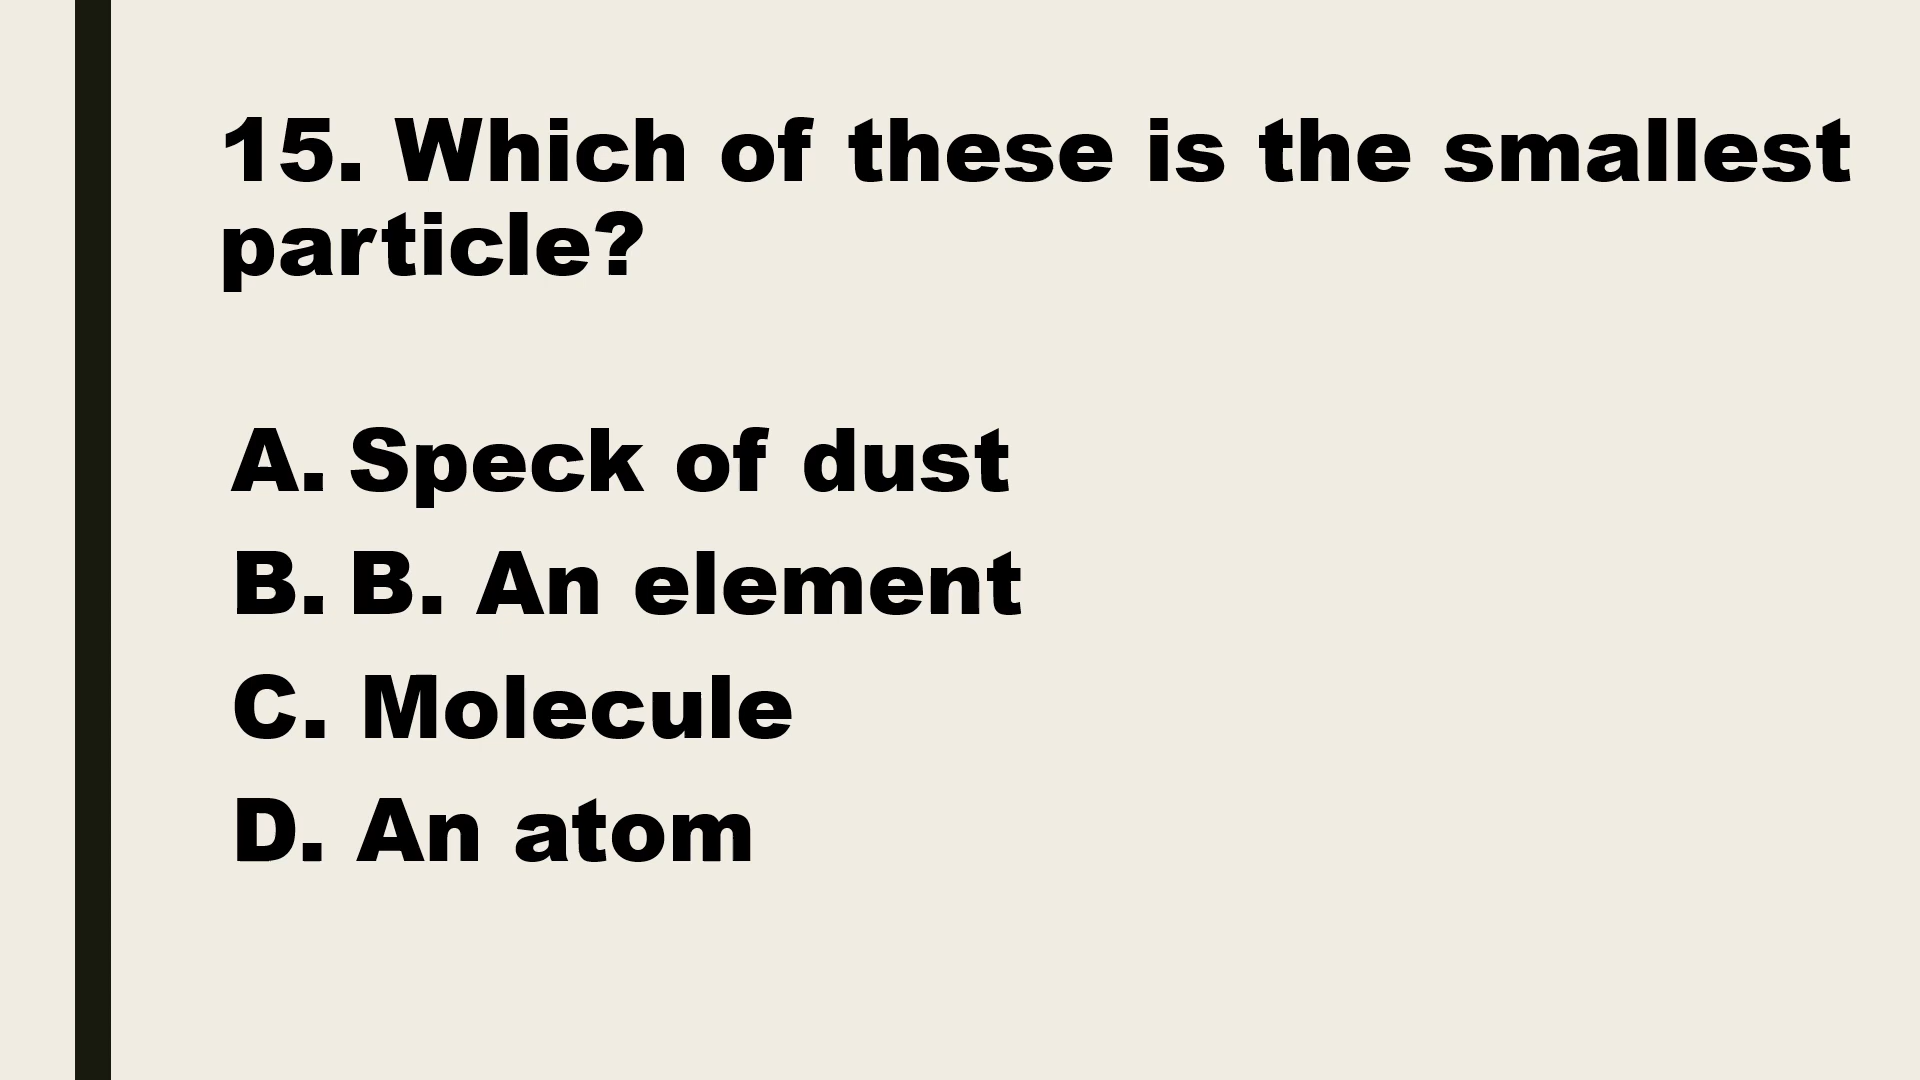 15. Which of these is the smallest
particle?
A. Speck of dust
B. B. An element
C. Molecule
D. An atom